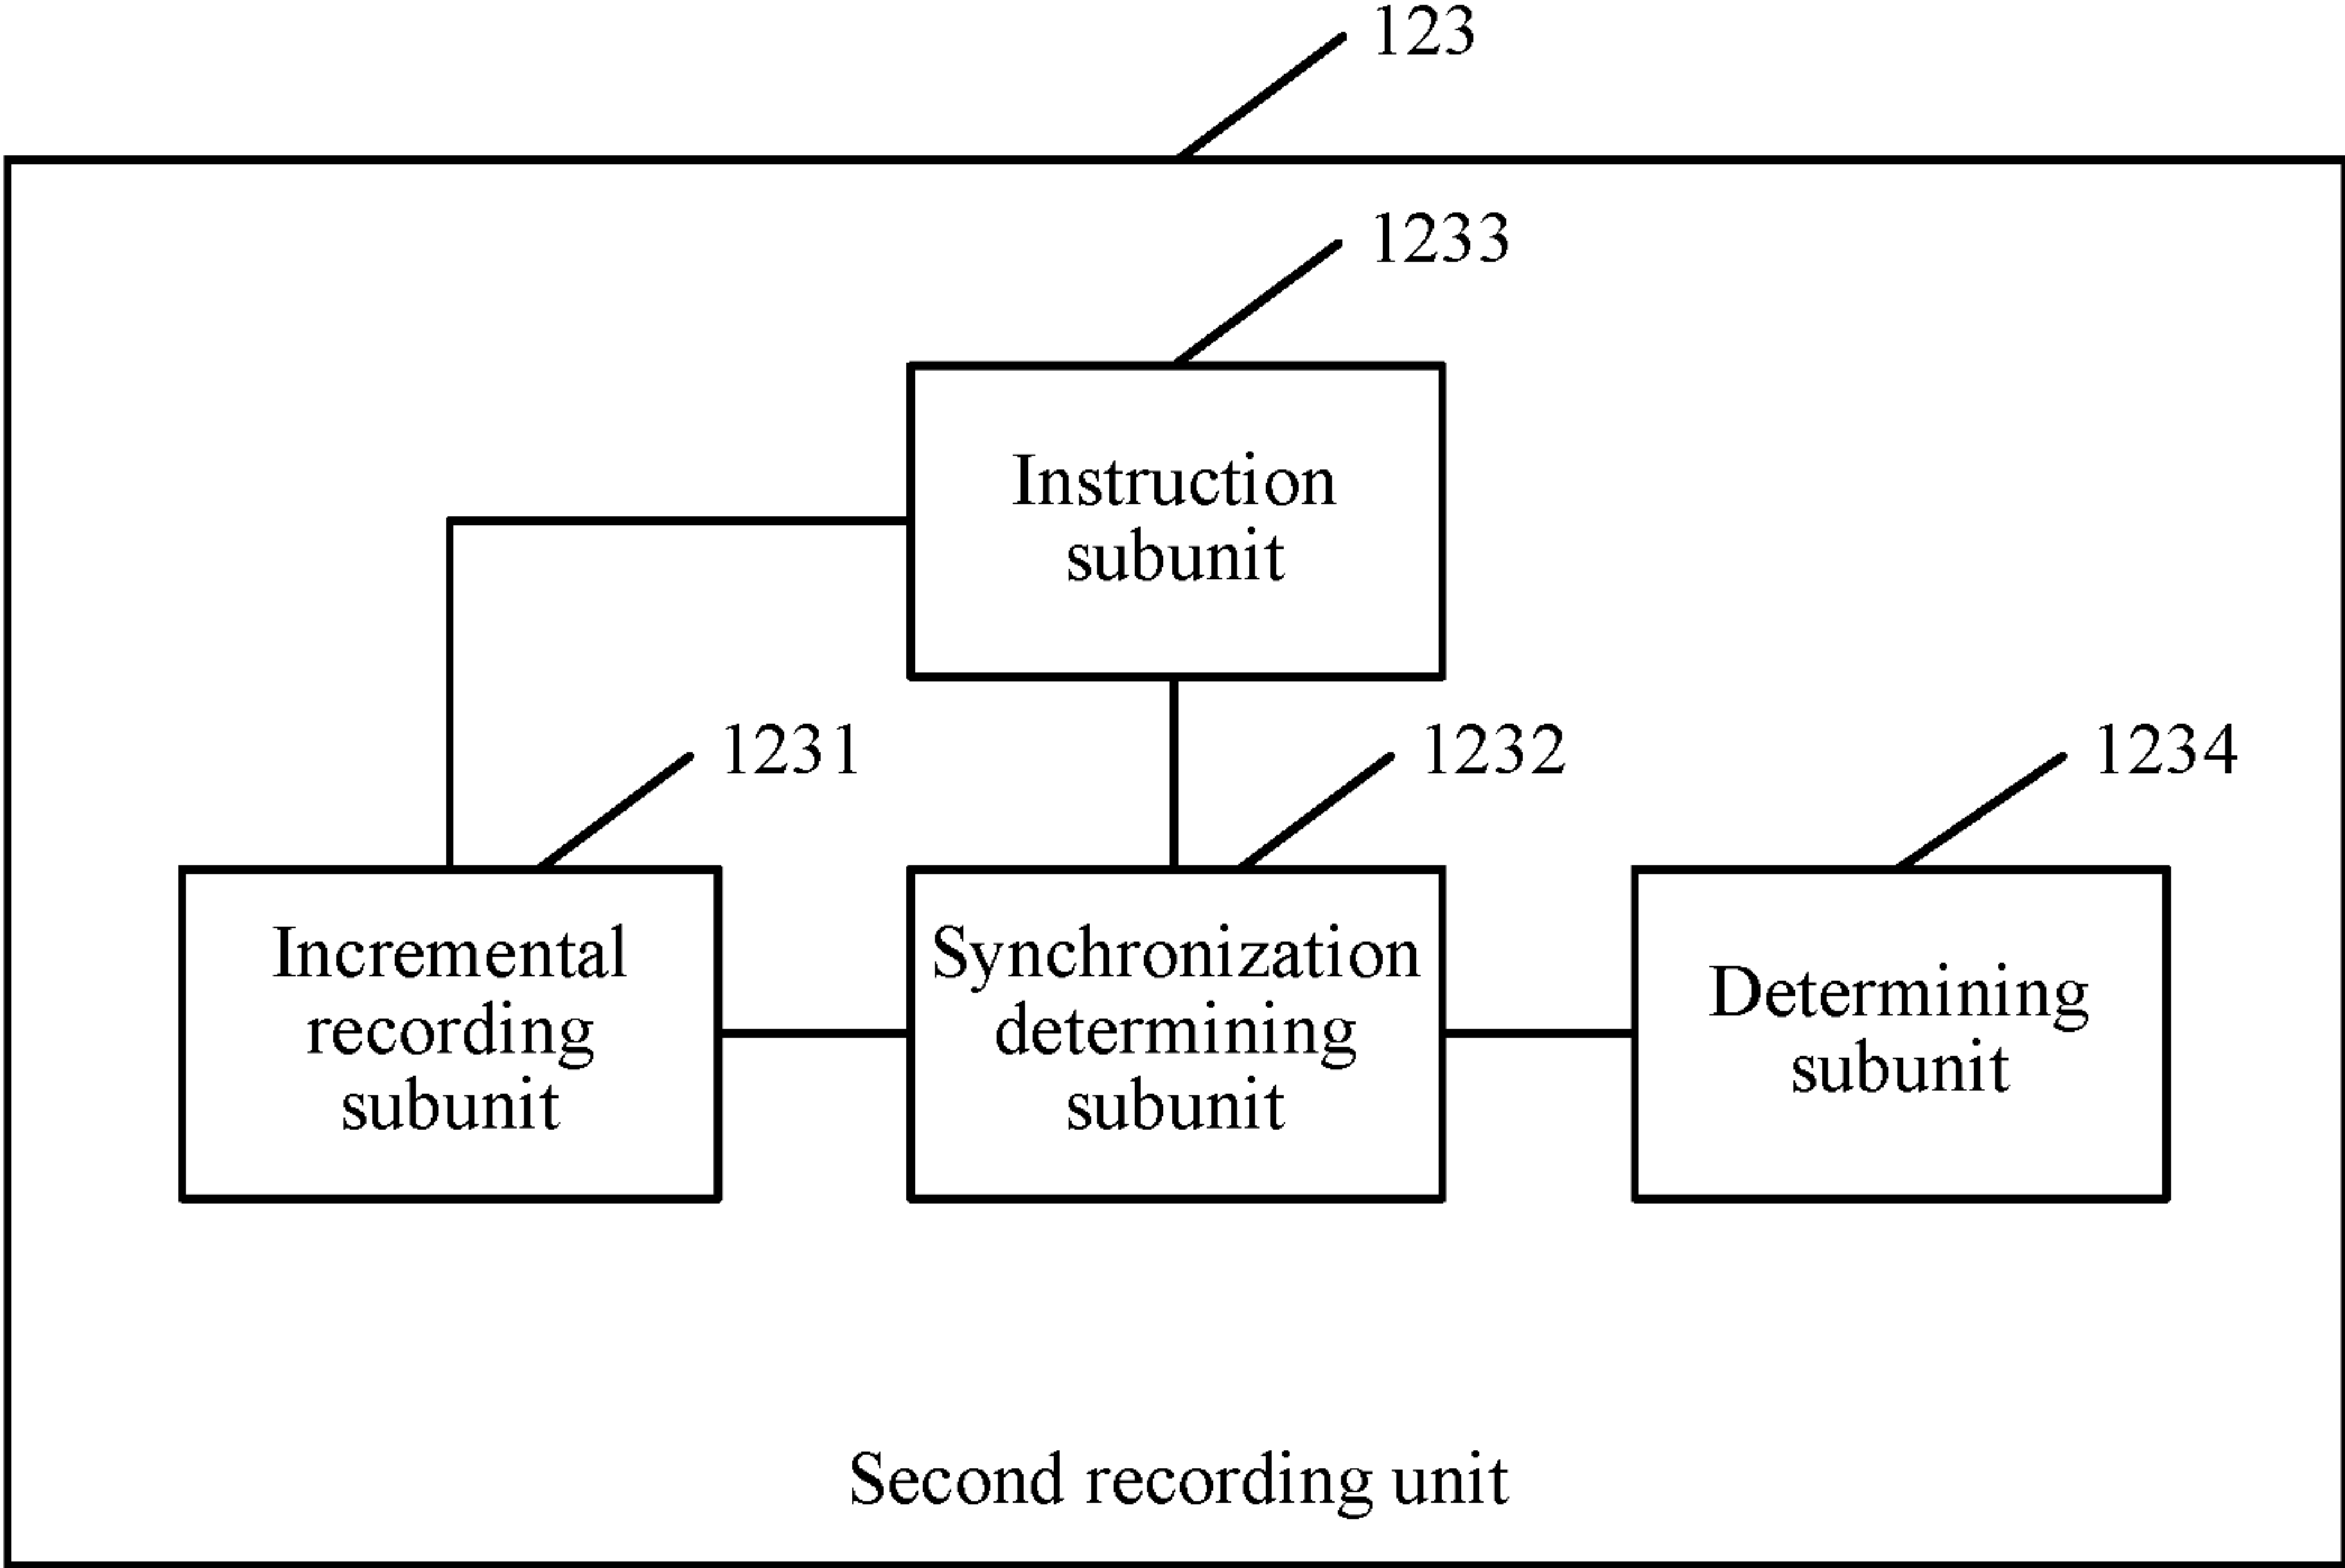 123
1233
Instruction
subunit
1231
1232
1234
Incremental
recording
subunit
Synchronization
determining
subunit
Determining
subunit
Second recording unit